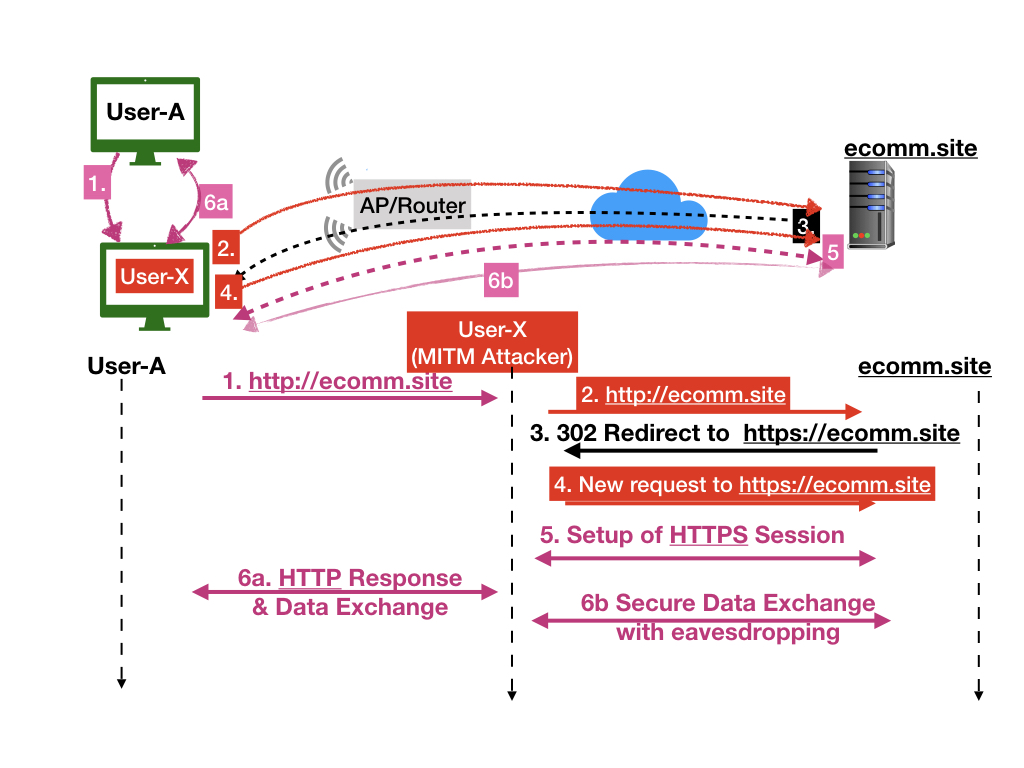 User-A
ecomm.site
1.
6a
AP/Router
2.
3.
5
User-X
4.
6b
User-X
(MITM Attacker)
User-A
ecomm.site
1. http://ecomm.site
2. http://ecomm.site
3. 302 Redirect to https://ecomm.site
4. New request to https://ecomm.site
5. Setup of HTTPS Session
6a. HTTP Response
& Data Exchange
6b Secure Data Exchange
with eavesdropping